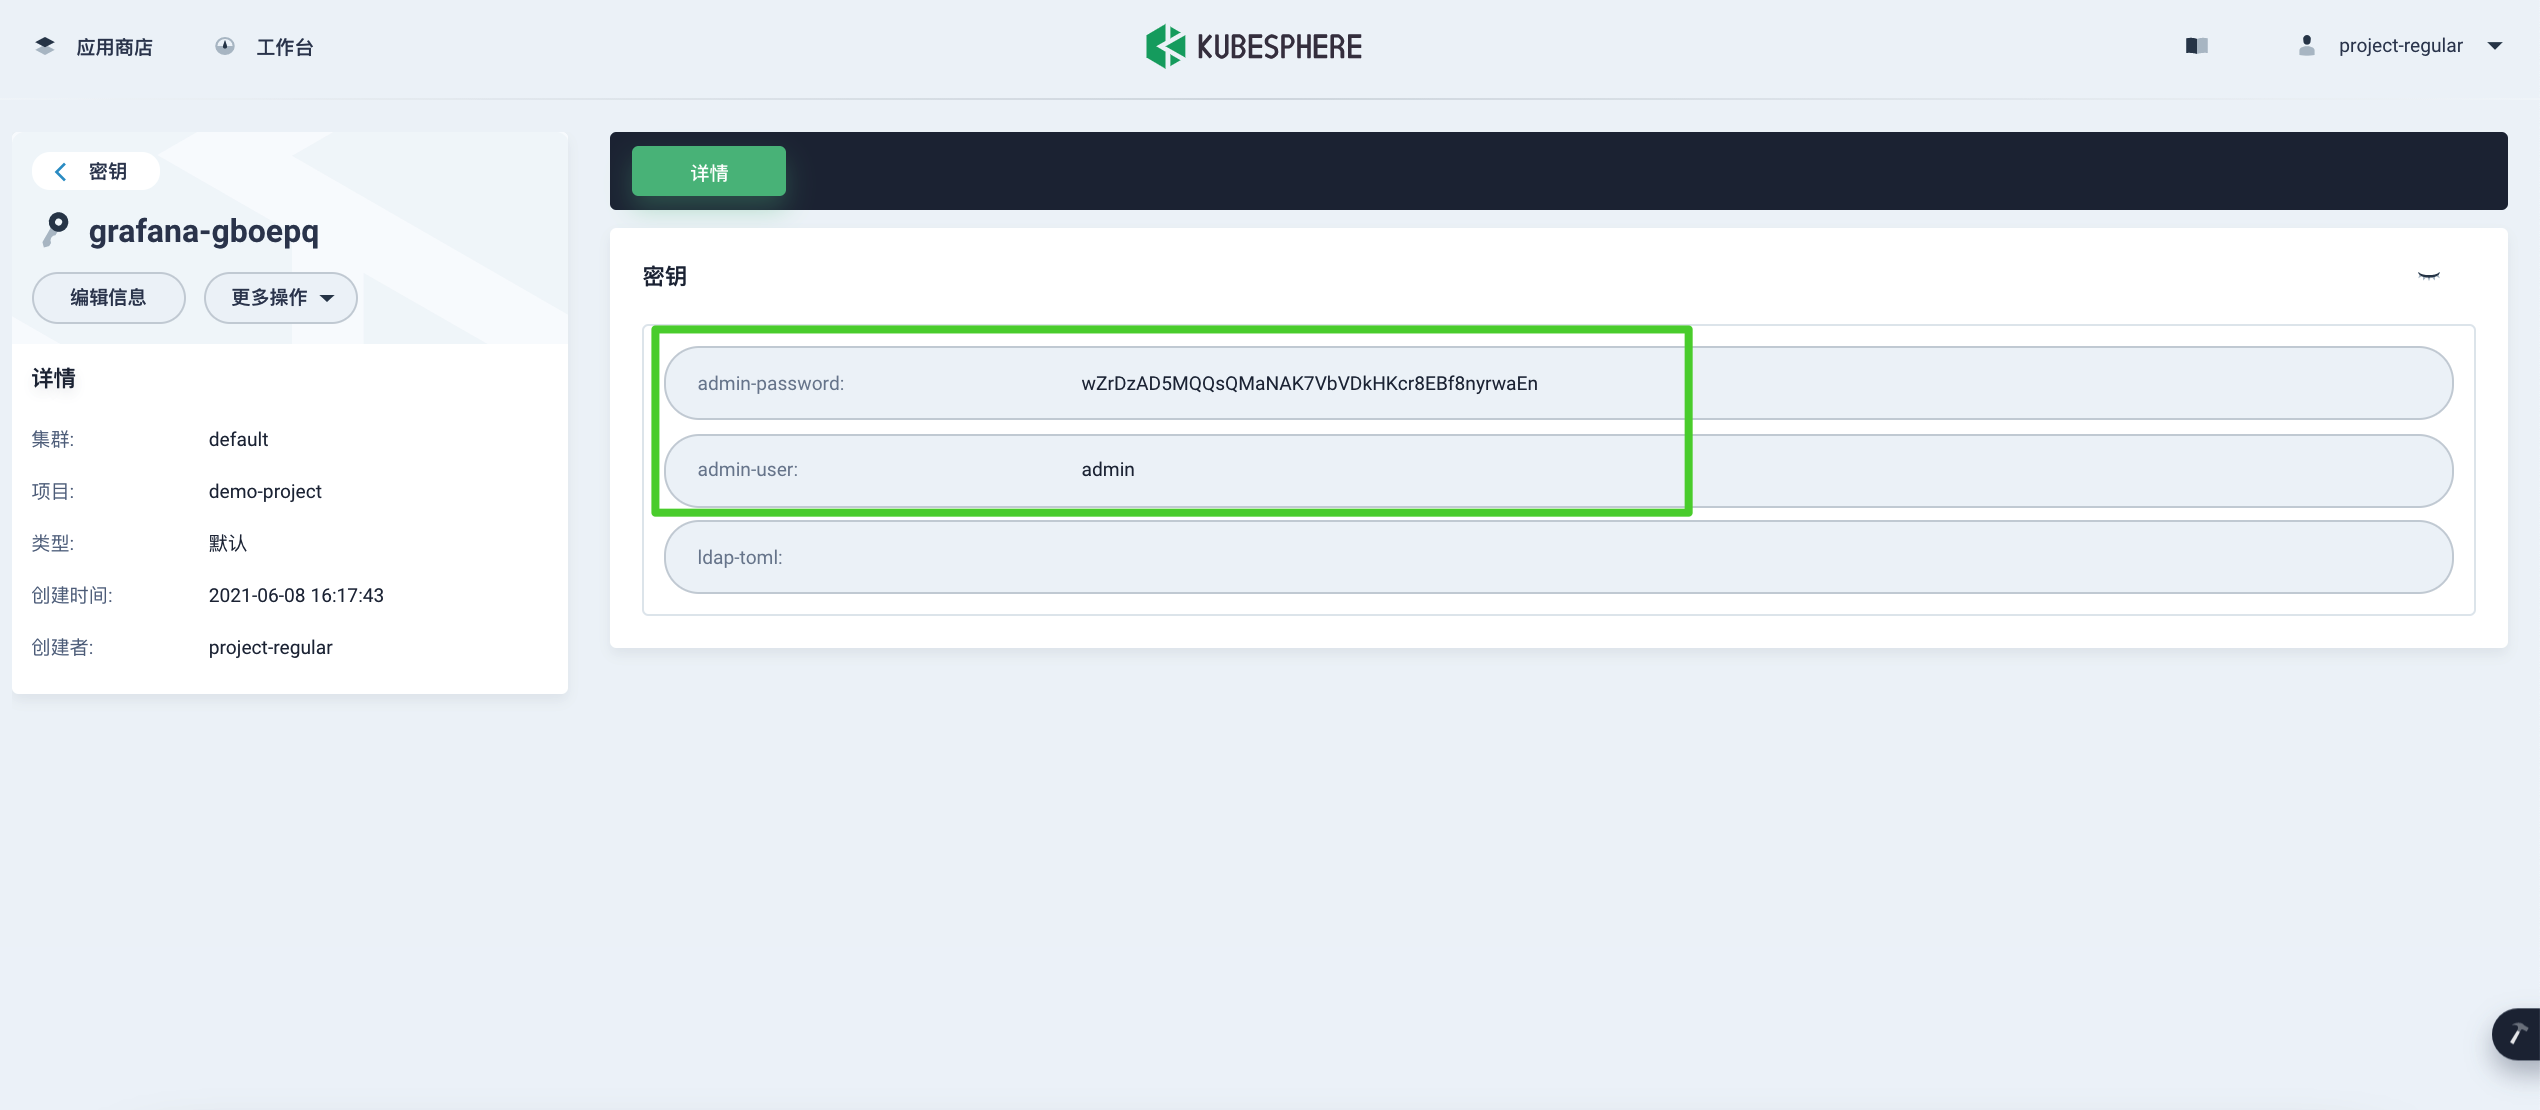 应用商店
工作台
KUBESPHERE
project-regular
密钥
grafana-gboepq
编辑信息
更多操作
详情
集群: default
项目: demo-project
类型: 默认
创建时间: 2021-06-08 16:17:43
创建者: project-regular
详情
密钥
admin-password: wZrDzAD5MQQsQMaNAK7VbVDkHKcr8EBf8nyrwaEn
admin-user: admin
ldap-toml: